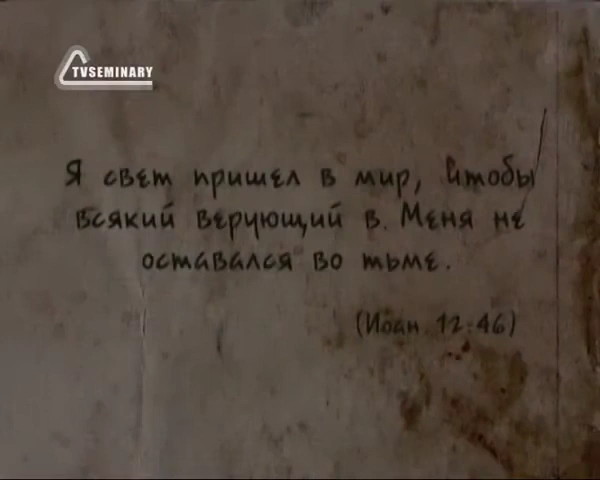 TVSEMINARY
Я свет пришел в мир, чтобы
всякий верующий в Меня не
оставался во тьме.
(Иоан. 12:46)